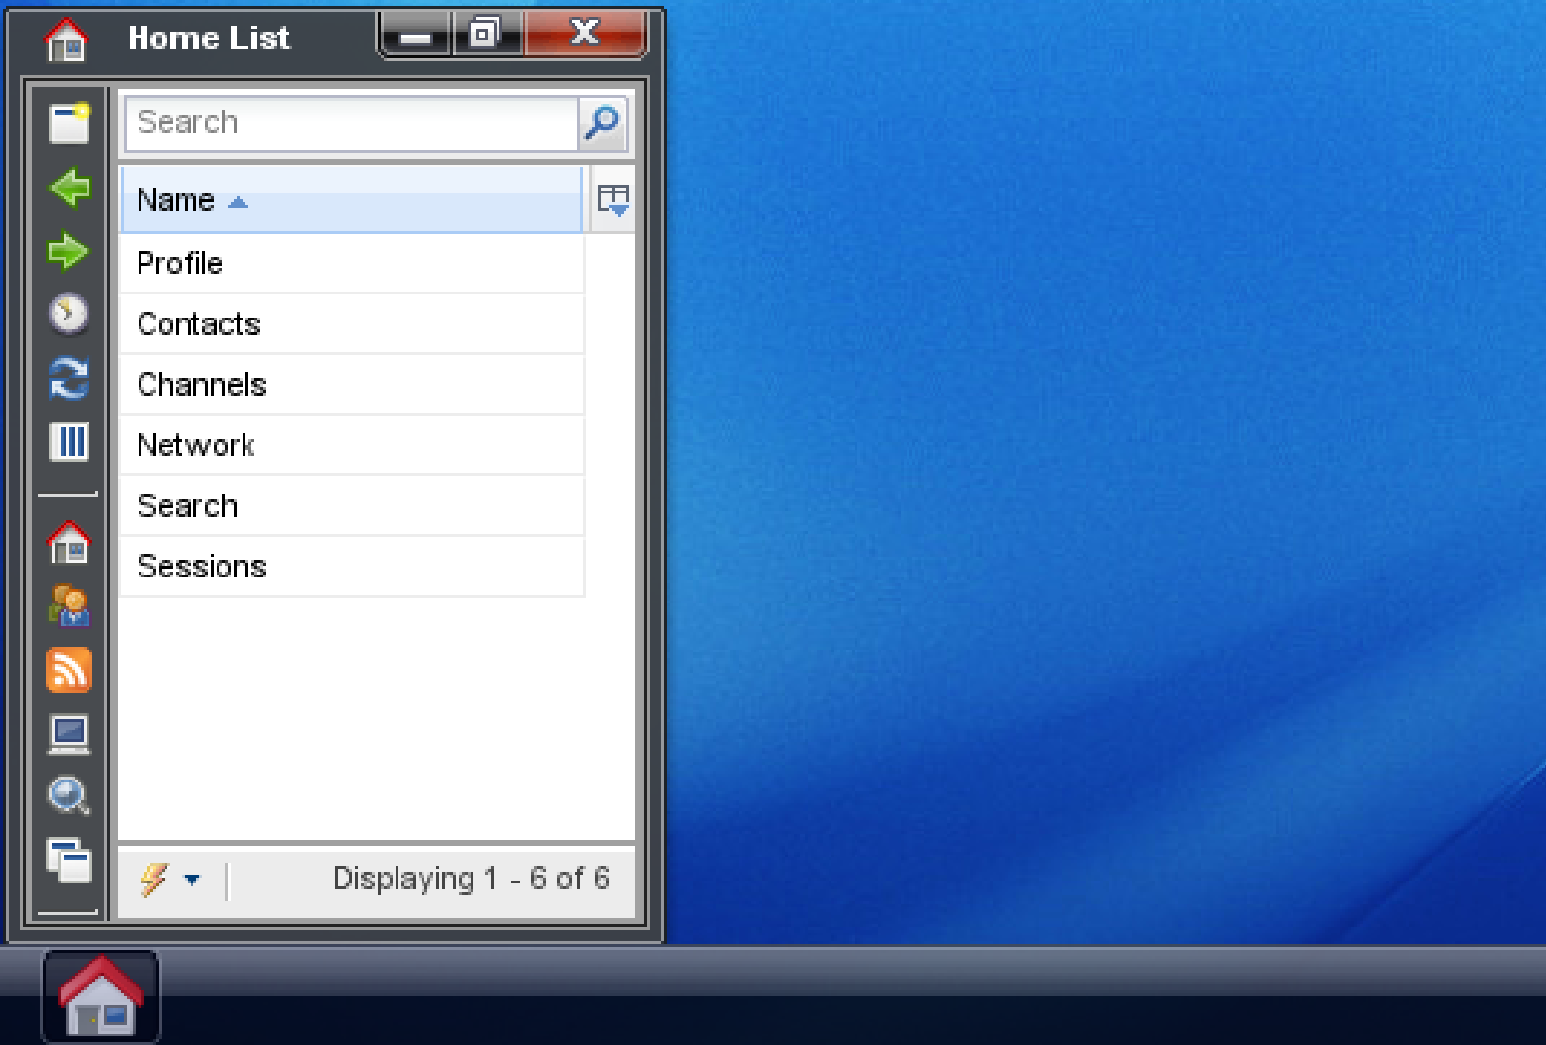 Home List
Search
Name
Profile
Contacts
Channels
Network
Search
Sessions
Displaying 1 - 6 of 6